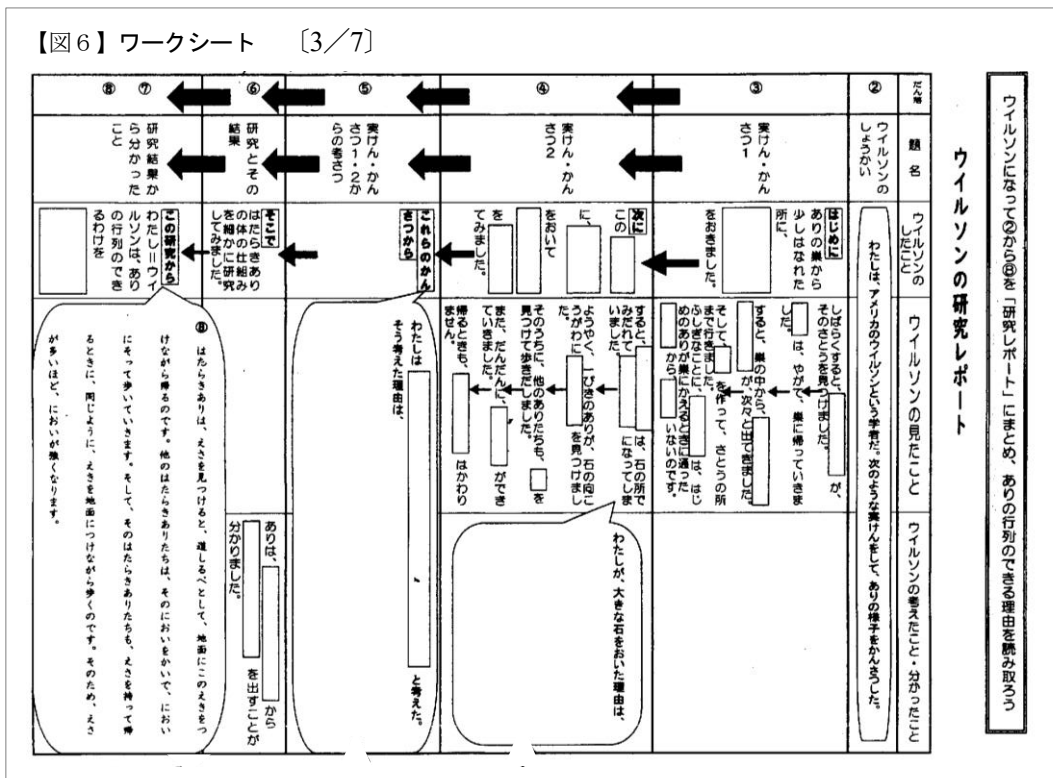 【図6】ワークシート 〔3/7〕
ウイルソンになって②から⑧を「研究レポート」にまとめ、ありの行列のできる理由を読み取ろう
ウイルソンの研究レポート
だん落
題名
ウイルソンの
したこと
ウイルソンの見たこと
ウイルソンの考えたこと・分かったこと
②
ウイルソンの
しょうかい
わたしは、アメリカのウイルソンという学者だ。次のような実けんをして、ありの様子をかんさつした。
③
実けん・かん
さつ1
はじめに
ありの巣から
少しはなれた
所に、
をおきました。
しばらくすると、
が、
そのさとうを見つけました。
は、やがて、巣に帰っていきま
した。
すると、巣の中から、
が、次々と出てきました。
そして、
を作って、さとうの所
まで行きました。
ふしぎなことに、
は、はじ
めのありが巣にかえるときに通った
から、
いないのです。
④
実けん・かん
さつ2
次に
この
に、
をおいて
を
てみました。
すると、
は、石の所で
みだれて
になってしま
いました。
ようやく、一ぴきのありが、石の向こ
うがわに
を見つけまし
た。
そのうちに、他のありたちも、
を
見つけて歩きだしました。
また、だんだんに、
ができ
ていきました。
帰るときも、
はかわり
ません。
わたしが、大きな石をおいた理由は、
⑤
実けん・かん
さつ1・2か
らの考さつ
これらのかん
さつから
わたしは
と考えた。
そう考えた理由は、
⑥
研究とその
結果
そこで
はたらきあり
の体の仕組み
を細かに研究
してみました。
ありは、
から
を出すことが
分かりました。
⑦
⑧
研究結果か
ら分かった
こと
この研究から
わたし=ウイ
ルソンは、あり
の行列のでき
るわけを
⑧ はたらきありは、えさを見つけると、道しるべとして、地面にこのえきをつ
けながら帰るのです。他のはたらきありたちは、そのにおいをかいで、におい
にそって歩いていきます。そして、そのはたらきありたちも、えさを持って帰
るときに、同じように、えきを地面につけながら歩くのです。そのため、えさ
が多いほど、においが強くなります。